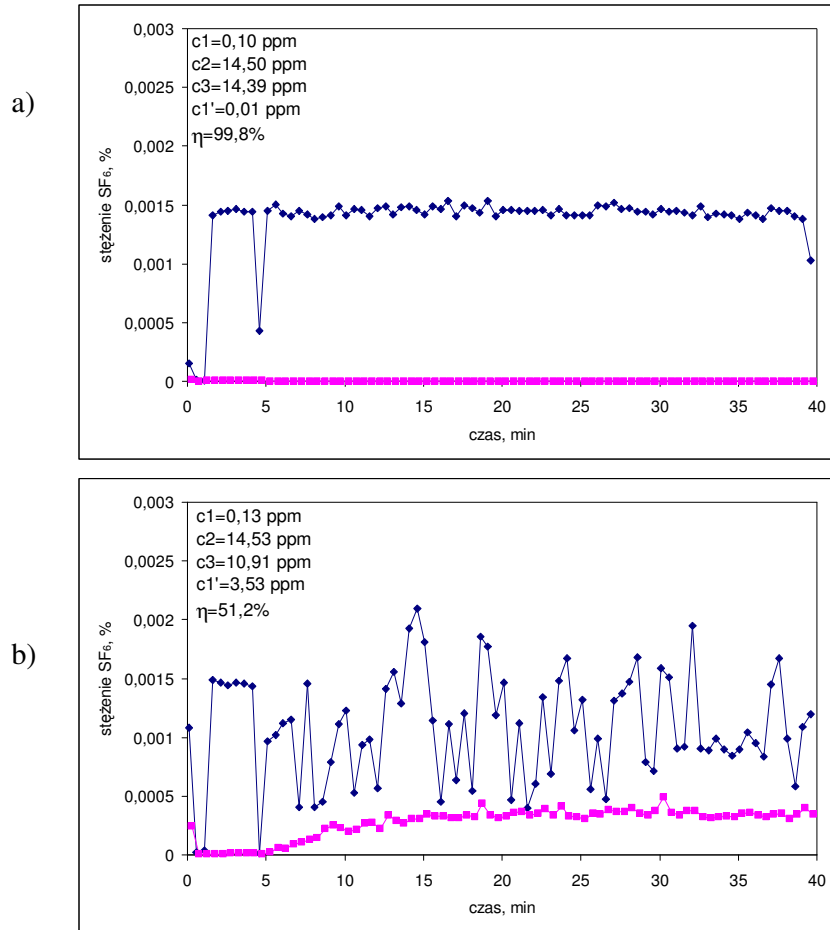 a)
0,003
0,0025
0,002
0,0015
0,001
0,0005
0
stężenie SF₆, %
c1=0,10 ppm
c2=14,50 ppm
c3=14,39 ppm
c1'=0,01 ppm
η=99,8%
0 5 10 15 20 25 30 35 40
czas, min
b)
0,003
0,0025
0,002
0,0015
0,001
0,0005
0
stężenie SF₆, %
c1=0,13 ppm
c2=14,53 ppm
c3=10,91 ppm
c1'=3,53 ppm
η=51,2%
0 5 10 15 20 25 30 35 40
czas, min